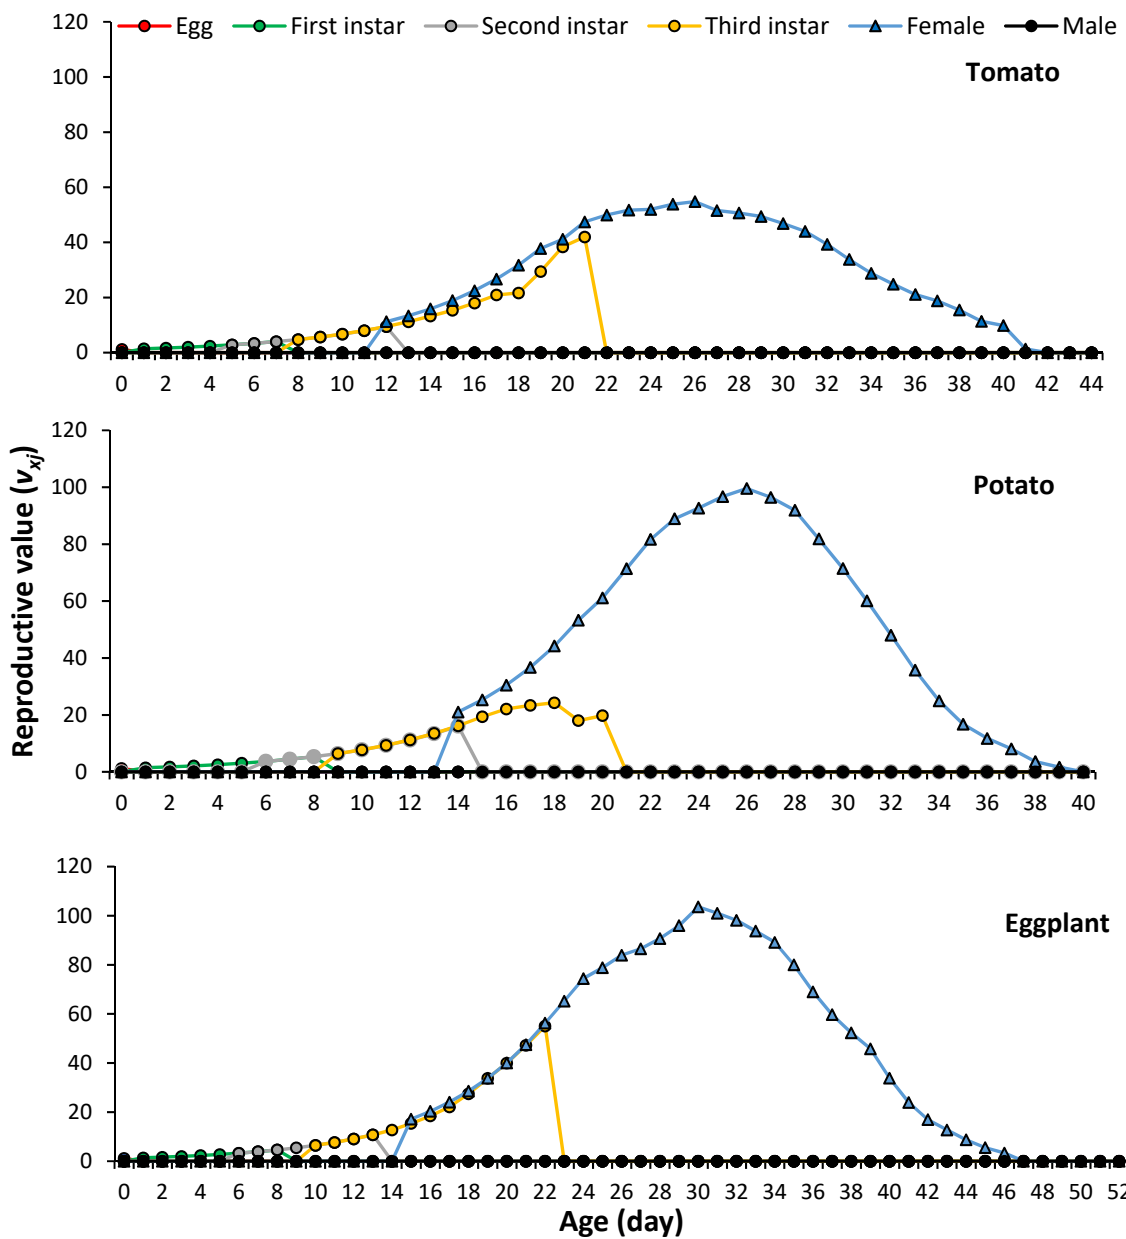 Egg First instar Second instar Third instar Female Male
Tomato
120
100
80
60
40
20
0
0 2 4 6 8 10 12 14 16 18 20 22 24 26 28 30 32 34 36 38 40 42 44
Reproductive value (vxj)
Potato
120
100
80
60
40
20
0
0 2 4 6 8 10 12 14 16 18 20 22 24 26 28 30 32 34 36 38 40
Eggplant
120
100
80
60
40
20
0
0 2 4 6 8 10 12 14 16 18 20 22 24 26 28 30 32 34 36 38 40 42 44 46 48 50 52
Age (day)